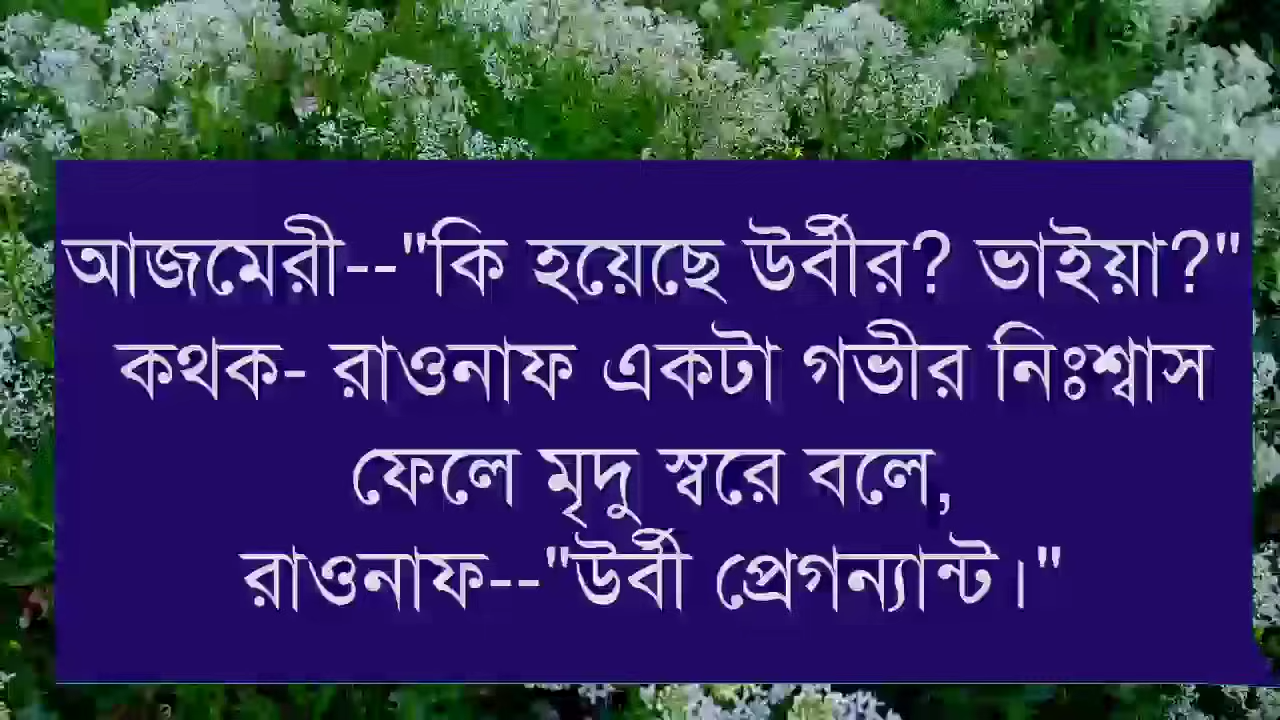 আজমেরী--"কি হয়েছে উর্বীর? ভাইয়া?"
কথক- রাওনাফ একটা গভীর নিঃশ্বাস
ফেলে মৃদু স্বরে বলে,
রাওনাফ--"উর্বী প্রেগন্যান্ট।"